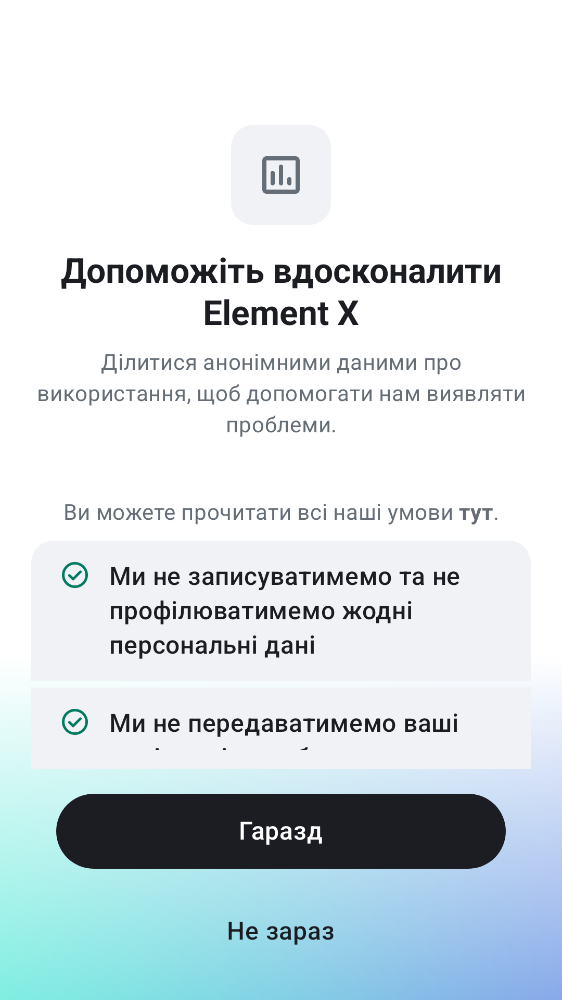 Допоможіть вдосконалити
Element X
Ділитися анонімними даними про
використання, щоб допомогати нам виявляти
проблеми.
Ви можете прочитати всі наші умови тут.
Ми не записуватимемо та не
профілюватимемо жодні
персональні дані
Ми не передаватимемо ваші
Гаразд
Не зараз